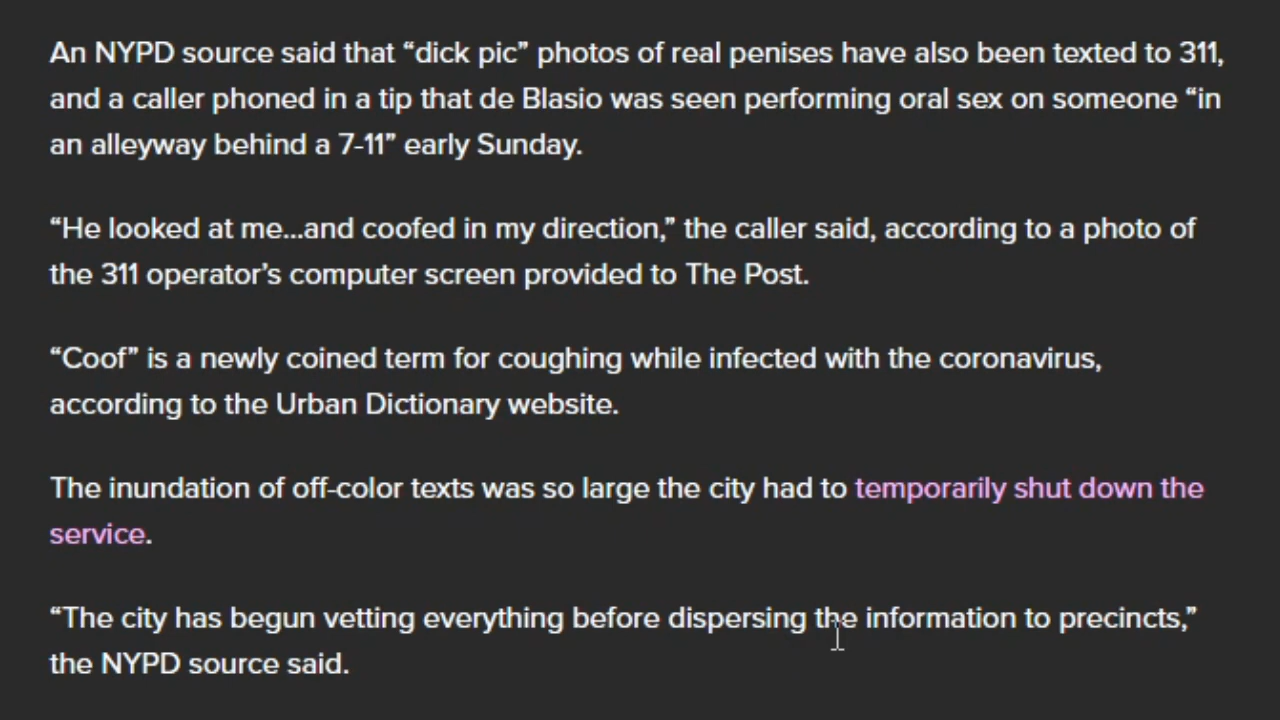 An NYPD source said that “dick pic” photos of real penises have also been texted to 311,
and a caller phoned in a tip that de Blasio was seen performing oral sex on someone “in
an alleyway behind a 7-11” early Sunday.
“He looked at me...and coofed in my direction,” the caller said, according to a photo of
the 311 operator’s computer screen provided to The Post.
“Coof” is a newly coined term for coughing while infected with the coronavirus,
according to the Urban Dictionary website.
The inundation of off-color texts was so large the city had to temporarily shut down the
service.
“The city has begun vetting everything before dispersing the information to precincts,”
the NYPD source said.